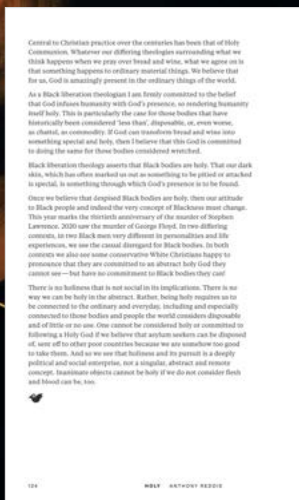 Central to Christian practice over the centuries has been that of Holy
Communion. Whatever our differing theologies surrounding what we
think happens when we pray over bread and wine, what we agree on is
that something happens to ordinary material things. We believe that
for us, God is amazingly present in the ordinary things of the world.
As a Black liberation theologian I am firmly committed to the belief
that God infuses humanity with God's presence, so rendering humanity
itself holy. This is particularly the case for those bodies that have
historically been considered 'less than', disposable, or, even worse,
as chattel, as commodity. If God can transform bread and wine into
something special and holy, then I believe that this God is committed
to doing the same for those bodies considered wretched.
Black liberation theology asserts that Black bodies are holy. That our dark
skin, which has often marked us out as something to be pitied or attacked
is special, is something through which God's presence is to be found.
Once we believe that despised Black bodies are holy, then our attitude
to Black people and indeed the very concept of Blackness must change.
This year marks the thirtieth anniversary of the murder of Stephen
Lawrence. 2020 saw the murder of George Floyd. In two differing
contexts, in two Black men very different in personalities and life
experiences, we see the casual disregard for Black bodies. In both
contexts we also see some conservative White Christians happy to
pronounce that they are committed to an abstract holy God they
cannot see — but have no commitment to Black bodies they can!
There is no holiness that is not social in its implications. There is no
way we can be holy in the abstract. Rather, being holy requires us to
be connected to the ordinary and everyday, including and especially
connected to those bodies and people the world considers disposable
and of little or no use. One cannot be considered holy or committed to
following a Holy God if we believe that asylum seekers can be disposed
of, sent off to other poor countries because we are somehow too good
to take them. And so we see that holiness and its pursuit is a deeply
political and social enterprise, not a singular, abstract and remote
concept. Inanimate objects cannot be holy if we do not consider flesh
and blood can be, too.
124 HOLY ANTHONY REDDIE